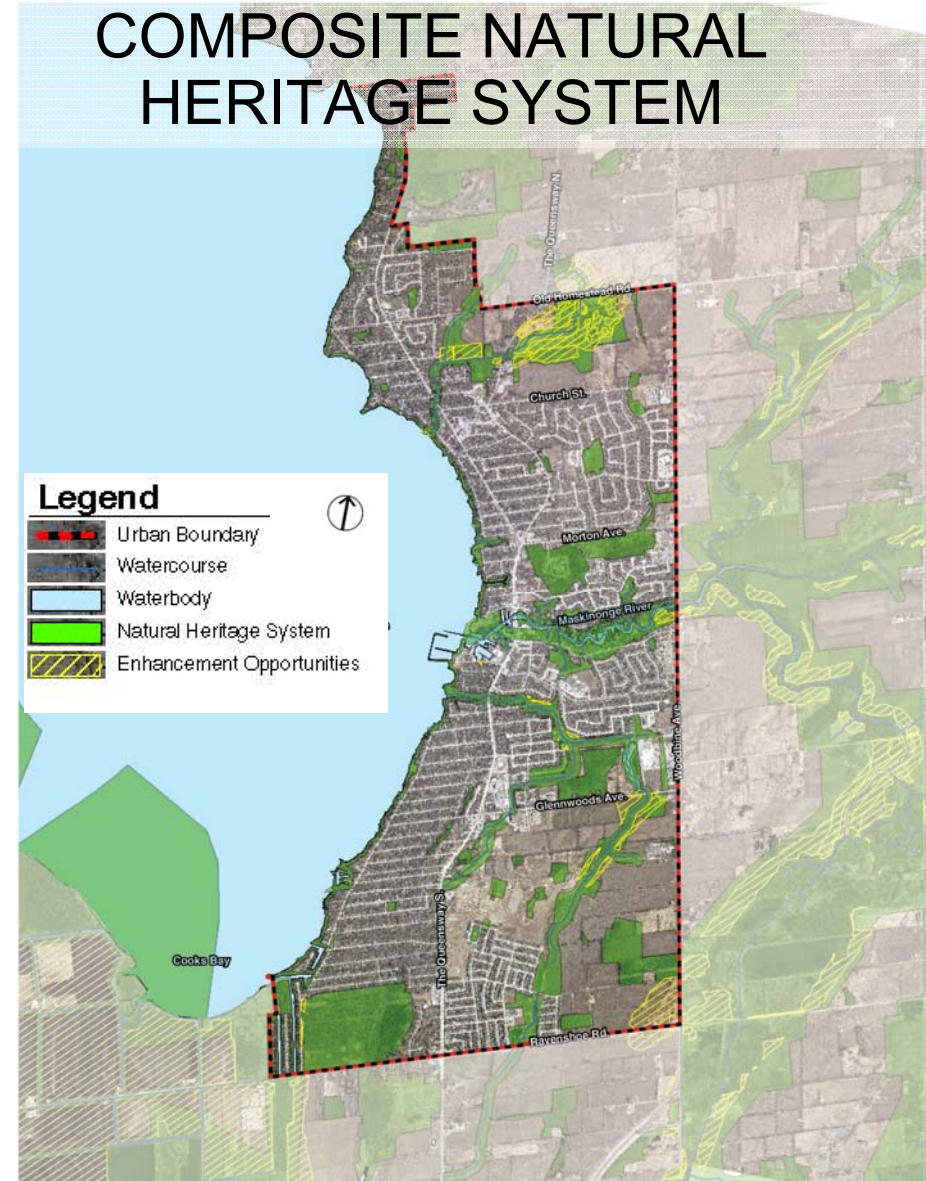 COMPOSITE NATURAL
HERITAGE SYSTEM
The Queensway N.
Old Homestead Rd.
Church St.
Legend
Urban Boundary
Watercourse
Waterbody
Natural Heritage System
Enhancement Opportunities
Morton Ave.
Maskinonge River
Woodbine Ave.
Glennwoods Ave.
The Queensway S.
Cooks Bay
Ravenshoe Rd.